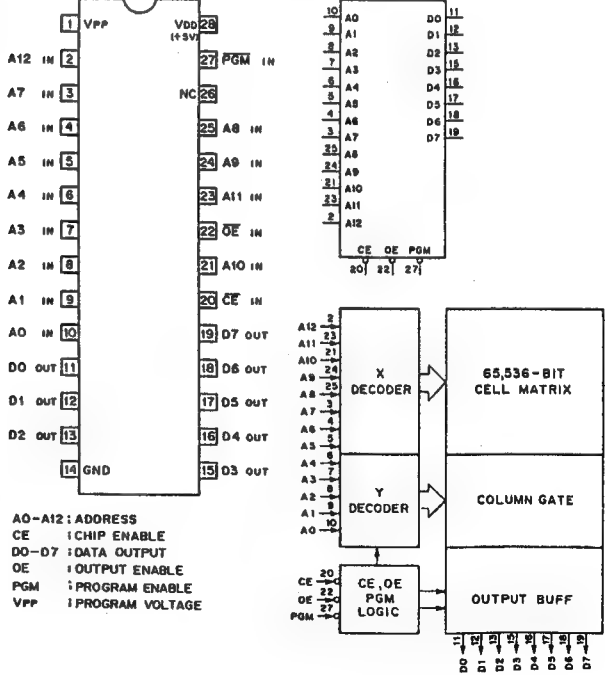 1 VPP VDD 28
(+5V)
A12 IN 2 27 PGM IN
A7 IN 3 NC 26
A6 IN 4 25 A8 IN
A5 IN 5 24 A9 IN
A4 IN 6 23 A11 IN
A3 IN 7 22 OE IN
A2 IN 8 21 A10 IN
A1 IN 9 20 CE IN
A0 IN 10 19 D7 OUT
D0 OUT 11 18 D6 OUT
D1 OUT 12 17 D5 OUT
D2 OUT 13 16 D4 OUT
14 GND 15 D3 OUT
A0-A12 : ADDRESS
CE : CHIP ENABLE
D0-D7 : DATA OUTPUT
OE : OUTPUT ENABLE
PGM : PROGRAM ENABLE
VPP : PROGRAM VOLTAGE
10 A0 D0 11
9 A1 D1 12
8 A2 D2 13
7 A3 D3 15
6 A4 D4 16
5 A5 D5 17
4 A6 D6 18
3 A7 D7 19
25 A8
24 A9
21 A10
23 A11
2 A12
CE OE PGM
20 22 27
A12 2
A11 23
A10 21
A9 24
A8 25
A7 3
A6 4
A5 5
A4 6
A3 7
A2 8
A1 9
A0 10
X
DECODER
65,536-BIT
CELL MATRIX
Y
DECODER
COLUMN GATE
CE 20
OE 22
PGM 27
CE, OE
PGM
LOGIC
OUTPUT BUFF
11 12 13 15 16 17 18 19
D0 D1 D2 D3 D4 D5 D6 D7